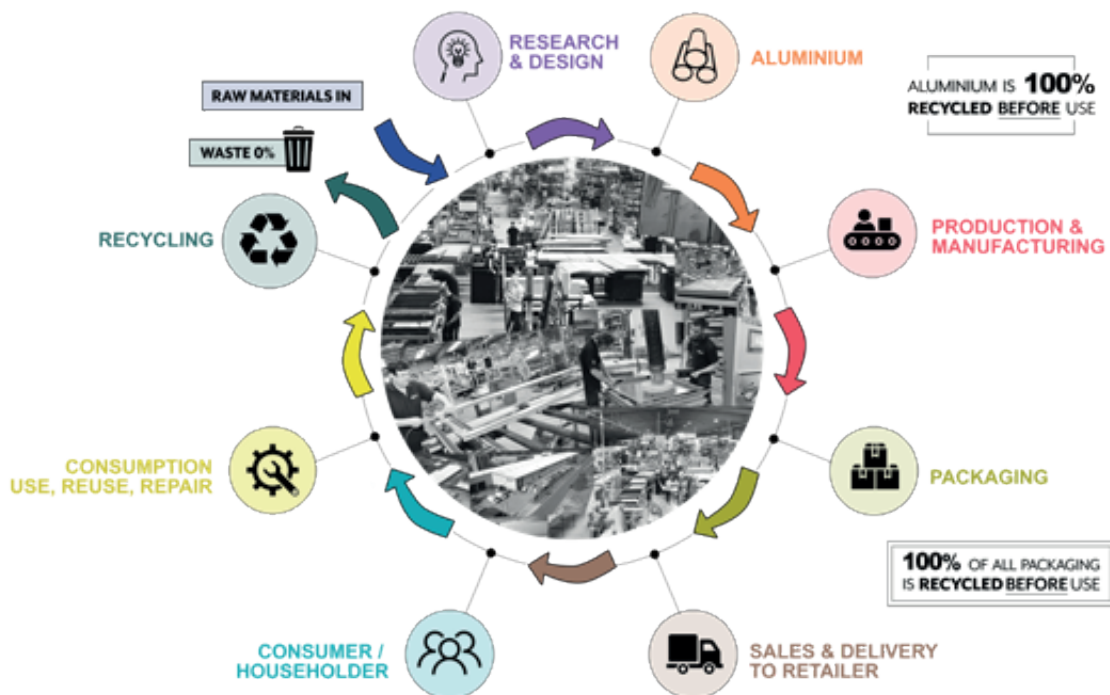 RESEARCH
& DESIGN
ALUMINIUM
ALUMINIUM IS 100%
RECYCLED BEFORE USE
RAW MATERIALS IN
WASTE 0%
RECYCLING
PRODUCTION &
MANUFACTURING
CONSUMPTION
USE, REUSE, REPAIR
PACKAGING
100% OF ALL PACKAGING
IS RECYCLED BEFORE USE
CONSUMER /
HOUSEHOLDER
SALES & DELIVERY
TO RETAILER